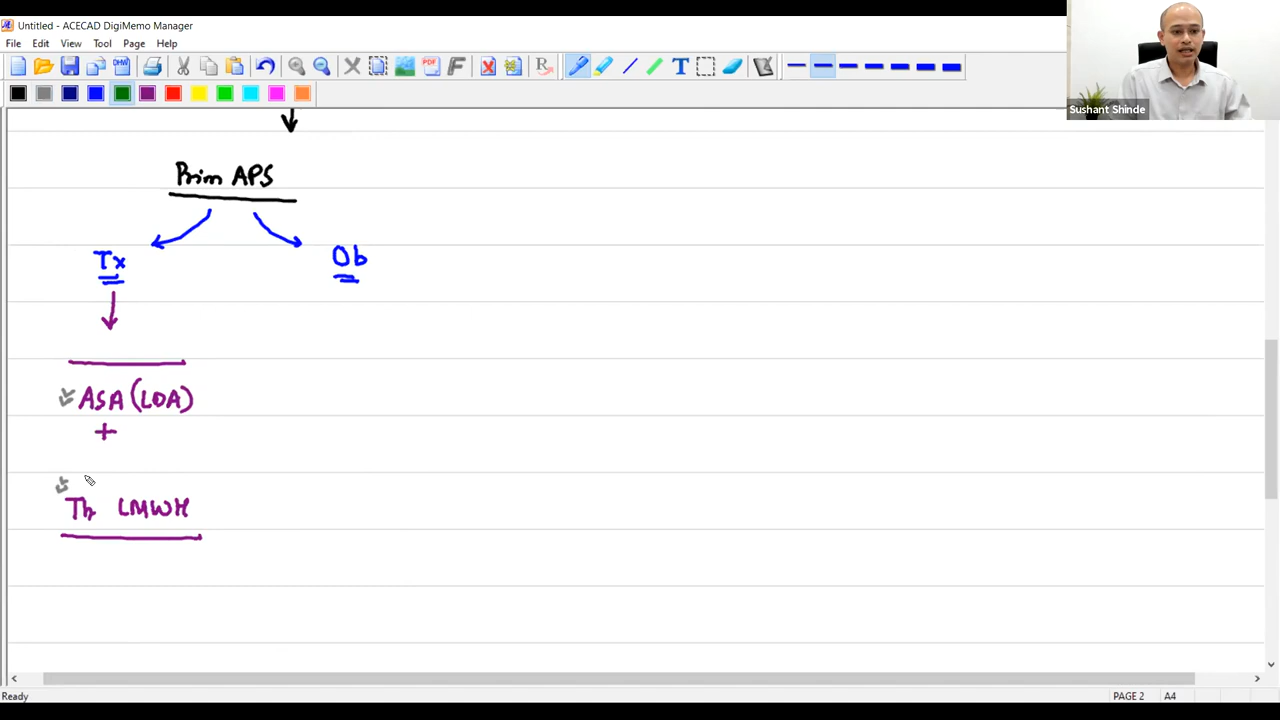 Untitled - ACECAD DigiMemo Manager
File Edit View Tool Page Help
Sushant Shinde
Prim APS
Tx Ob
ASA (LDA)
+
Th LMWH
Ready PAGE 2 A4